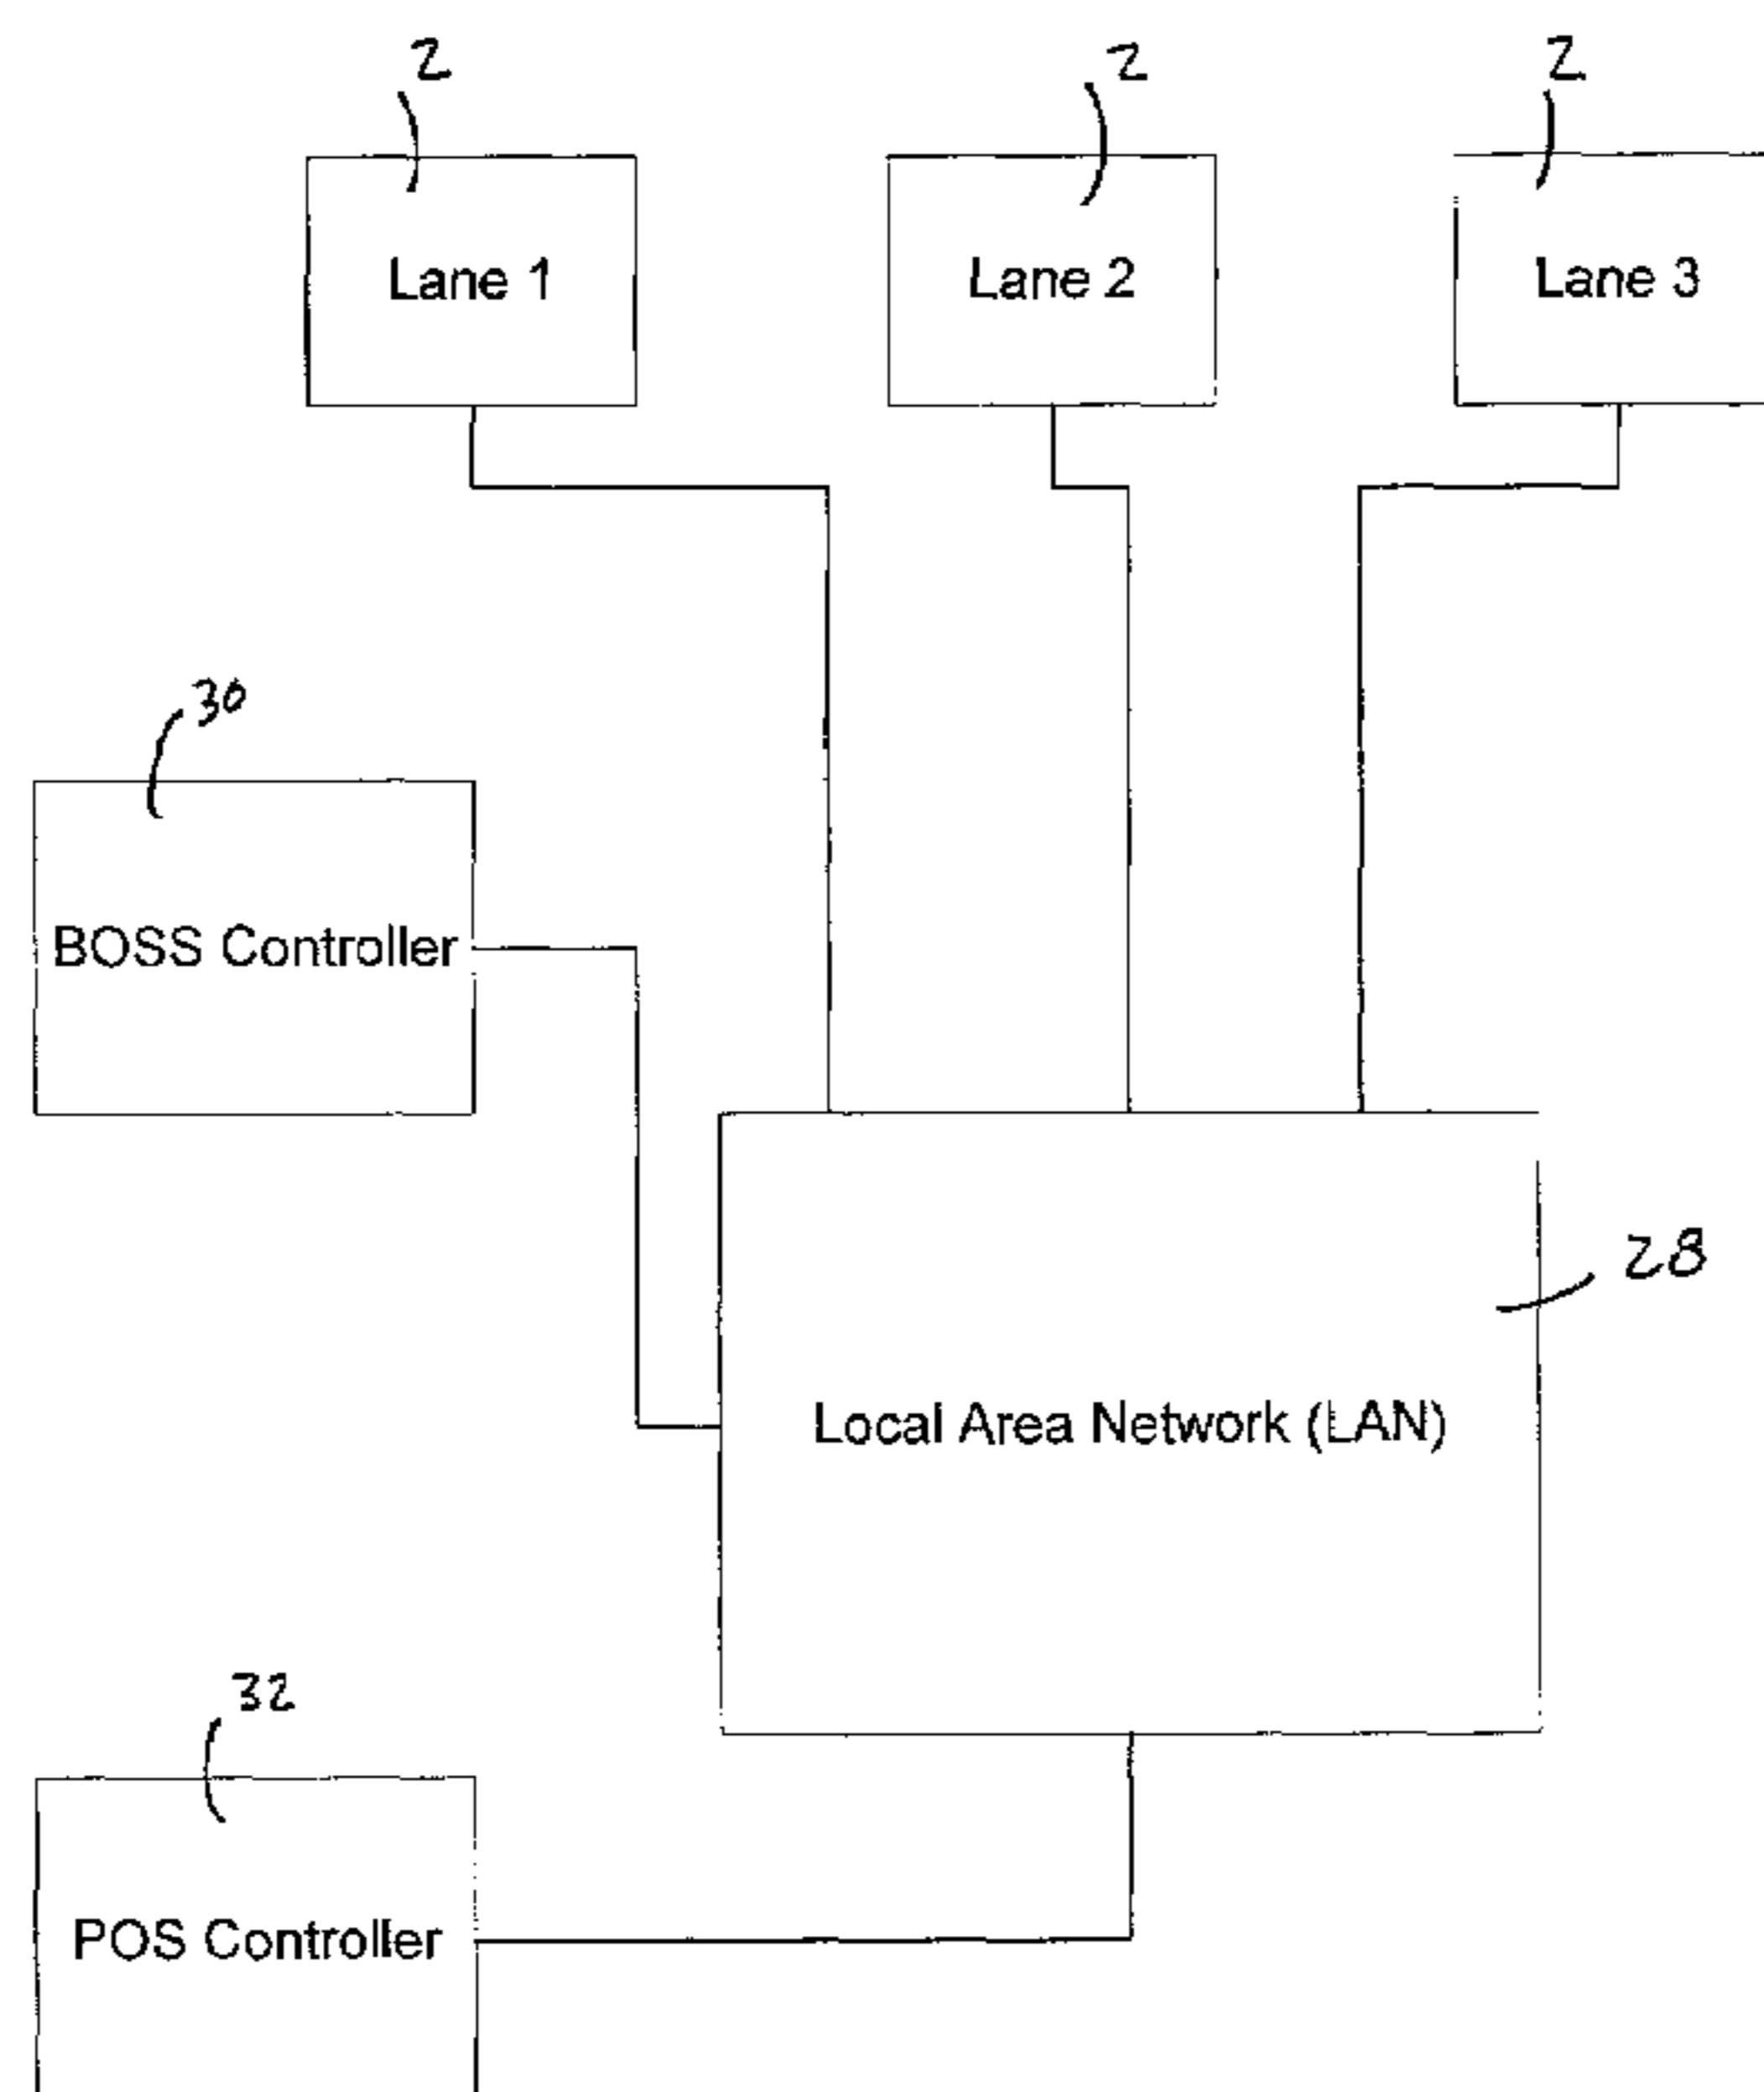 2 2 2
Lane 1 Lane 2 Lane 3
30
BOSS Controller
28
Local Area Network (LAN)
32
POS Controller